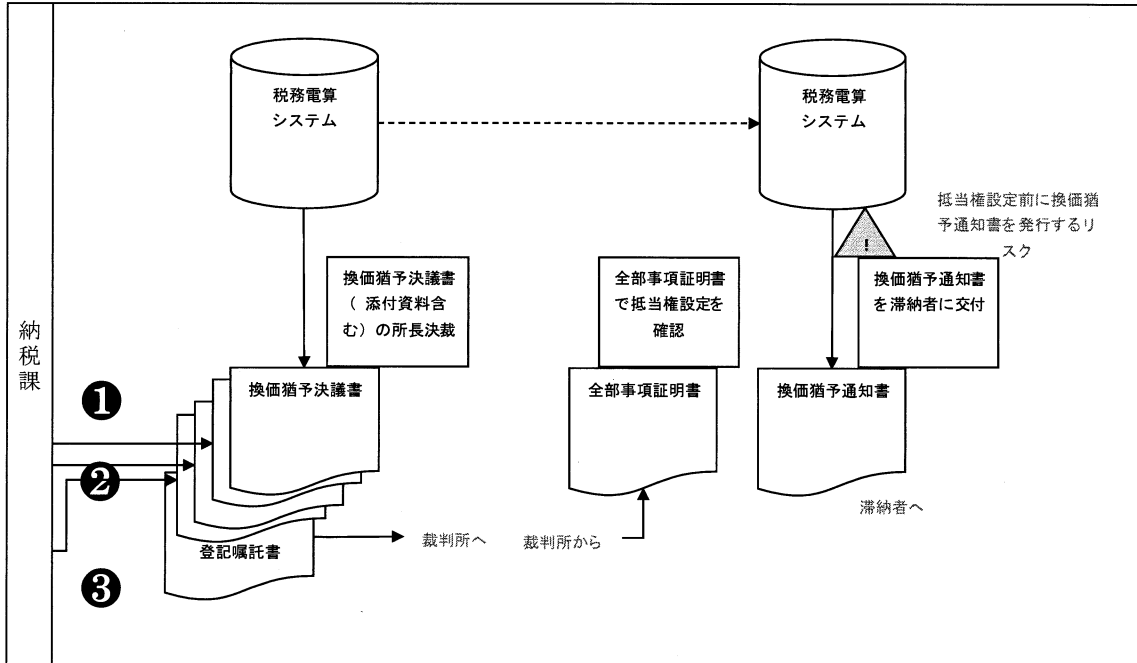 納税課
税務電算
システム
税務電算
システム
抵当権設定前に換価猶
予通知書を発行するリ
スク
!
換価猶予決議書
( 添付資料含
む）の所長決裁
全部事項証明書
で抵当権設定を
確認
換価猶予通知書
を滞納者に交付
換価猶予決議書
全部事項証明書
換価猶予通知書
❶
❷
❸
登記嘱託書
裁判所へ
裁判所から
滞納者へ